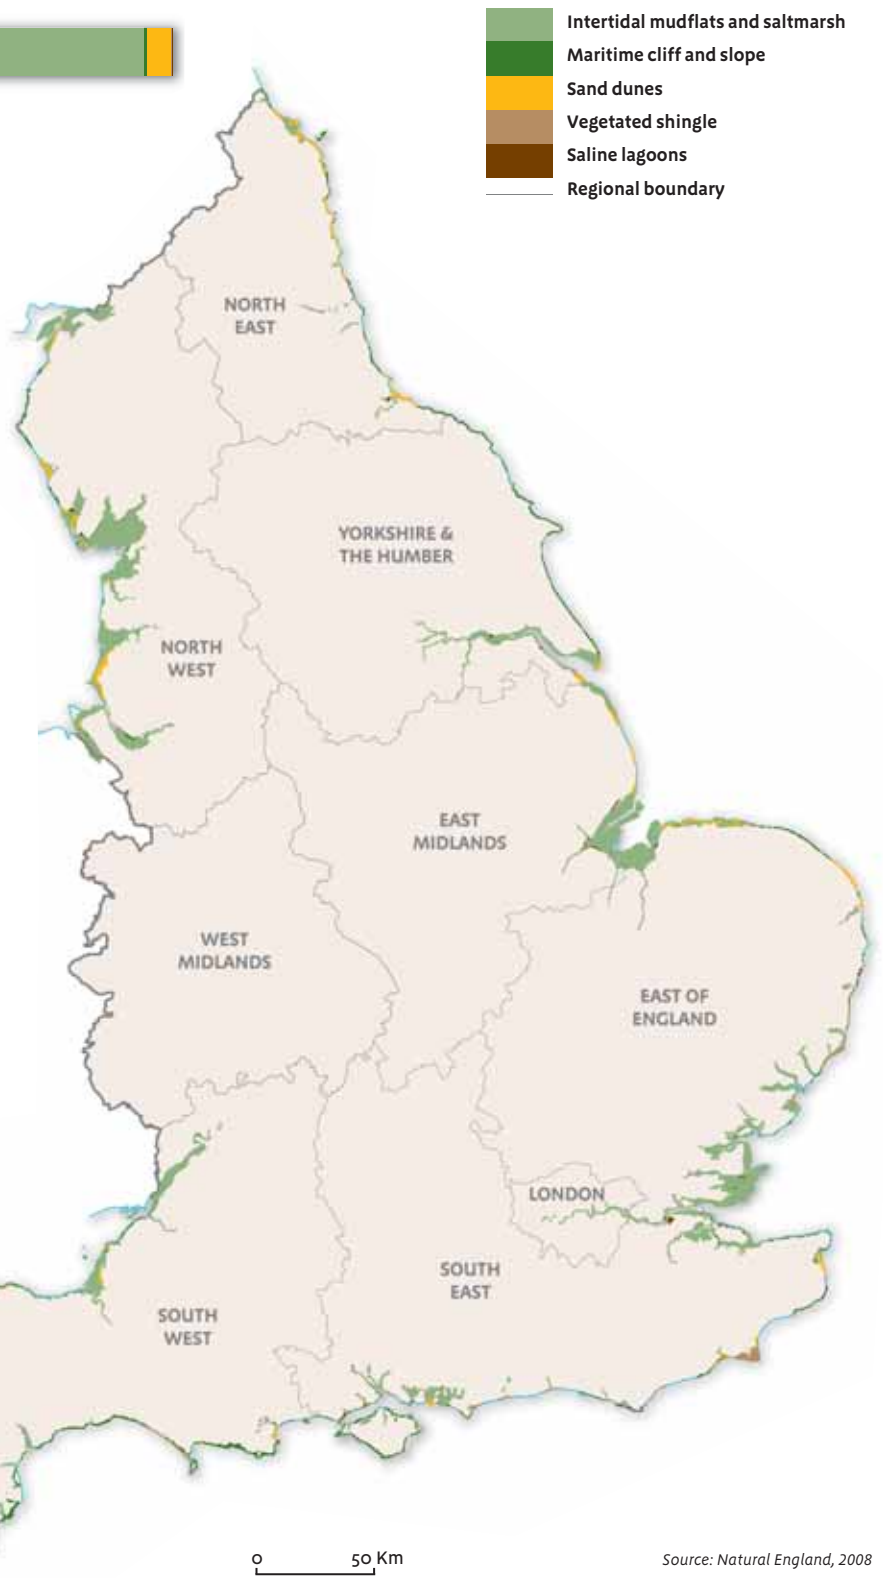 Intertidal mudflats and saltmarsh
Maritime cliff and slope
Sand dunes
Vegetated shingle
Saline lagoons
Regional boundary
NORTH
EAST
YORKSHIRE &
THE HUMBER
NORTH
WEST
EAST
MIDLANDS
WEST
MIDLANDS
EAST OF
ENGLAND
LONDON
SOUTH
EAST
SOUTH
WEST
0 50 Km
Source: Natural England, 2008